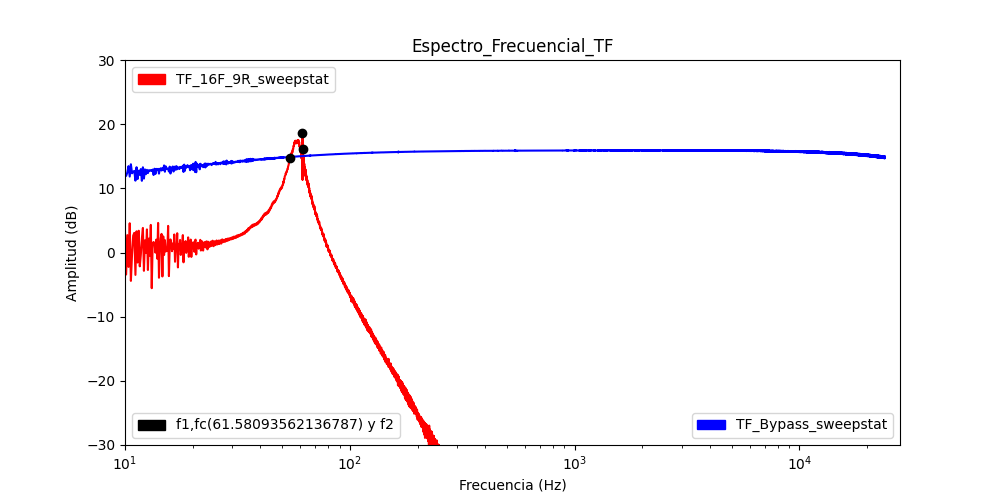 Espectro_Frecuencial_TF
30
20
10
0
−10
−20
−30
Amplitud (dB)
TF_16F_9R_sweepstat
f1,fc(61.58093562136787) y f2
TF_Bypass_sweepstat
10^1
10^2
10^3
10^4
Frecuencia (Hz)